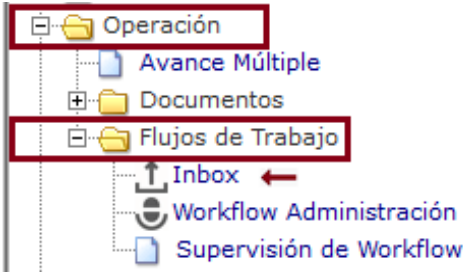 Operación
Avance Múltiple
Documentos
Flujos de Trabajo
Inbox
Workflow Administración
Supervisión de Workflow